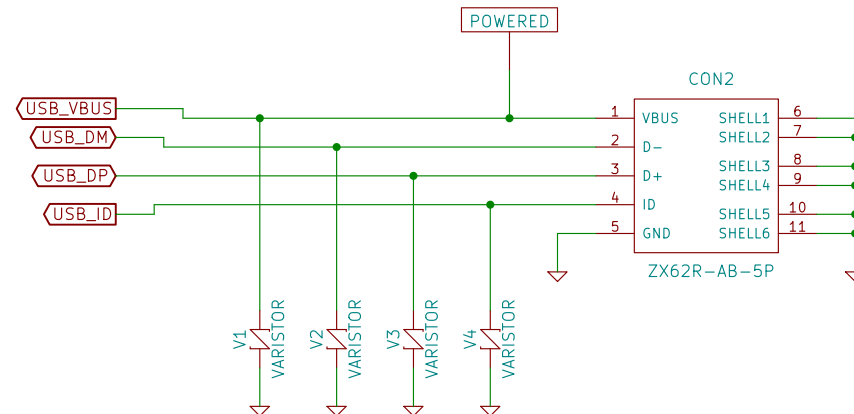 POWERED
CON2
USB_VBUS
USB_DM
USB_DP
USB_ID
1 VBUS SHELL1 6
2 D- SHELL2 7
3 D+ SHELL3 8
4 ID SHELL4 9
5 GND SHELL5 10
SHELL6 11
ZX62R-AB-5P
V1 VARISTOR
V2 VARISTOR
V3 VARISTOR
V4 VARISTOR